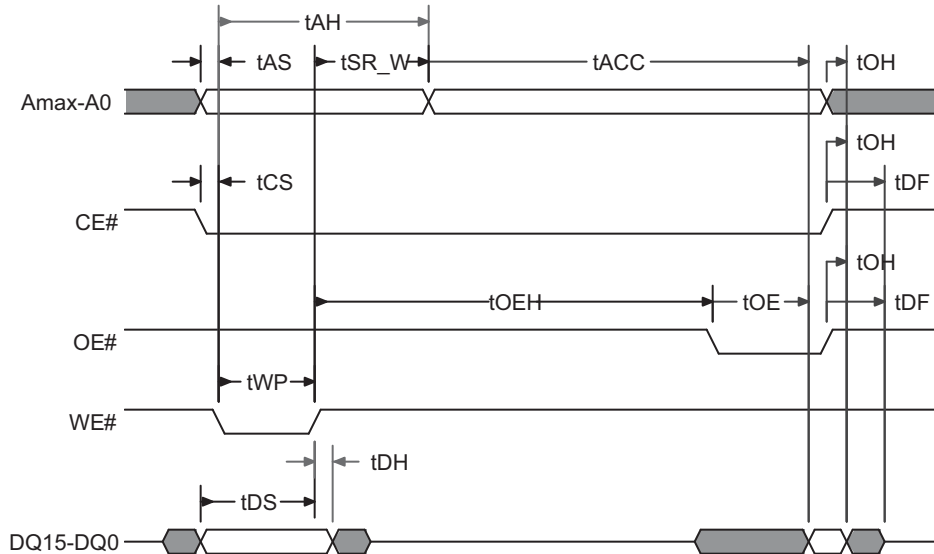 tAH
tAS tSR_W tACC tOH
Amax-A0
tOH
tCS tDF
CE#
tOH
tOEH tOE tDF
OE#
tWP
WE#
tDH
tDS
DQ15-DQ0